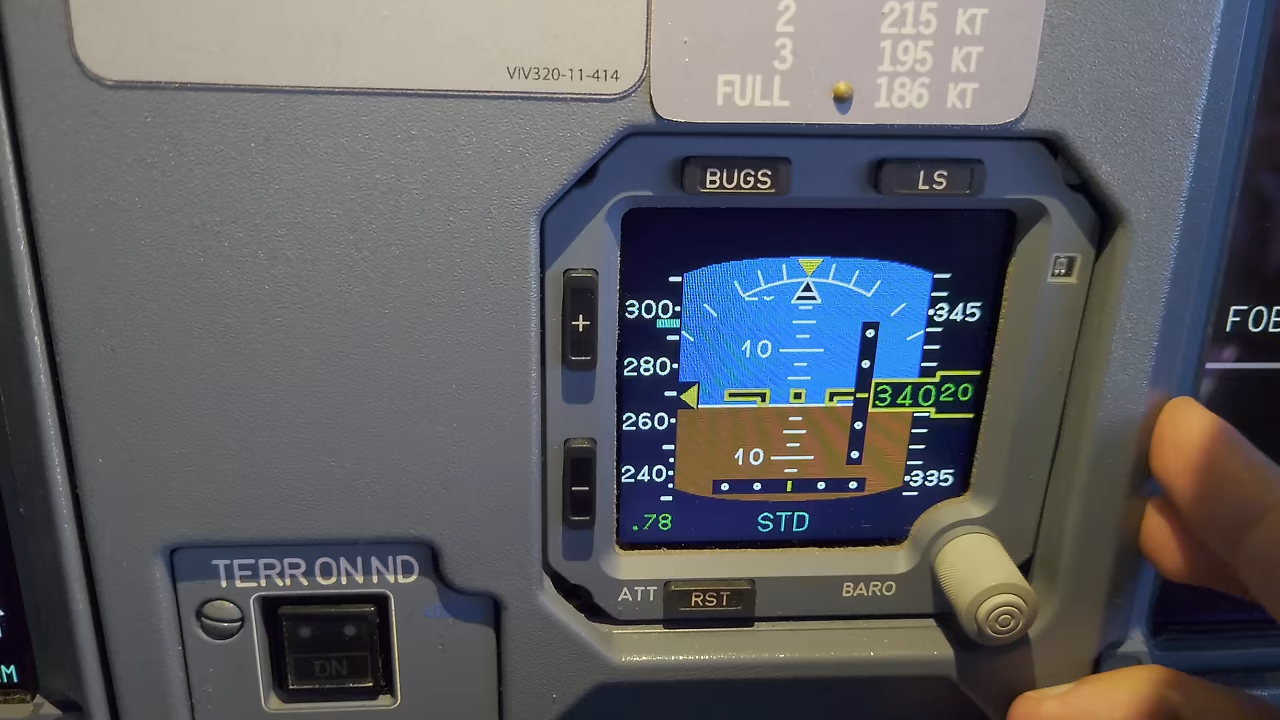 2 215 KT
3 195 KT
FULL 186 KT
VIV320-11-414
BUGS LS
+
300 345
280 10
34020
260
10
240 335
.78 STD
−
FOB
ATT RST BARO
TERR ON ND
ON
M